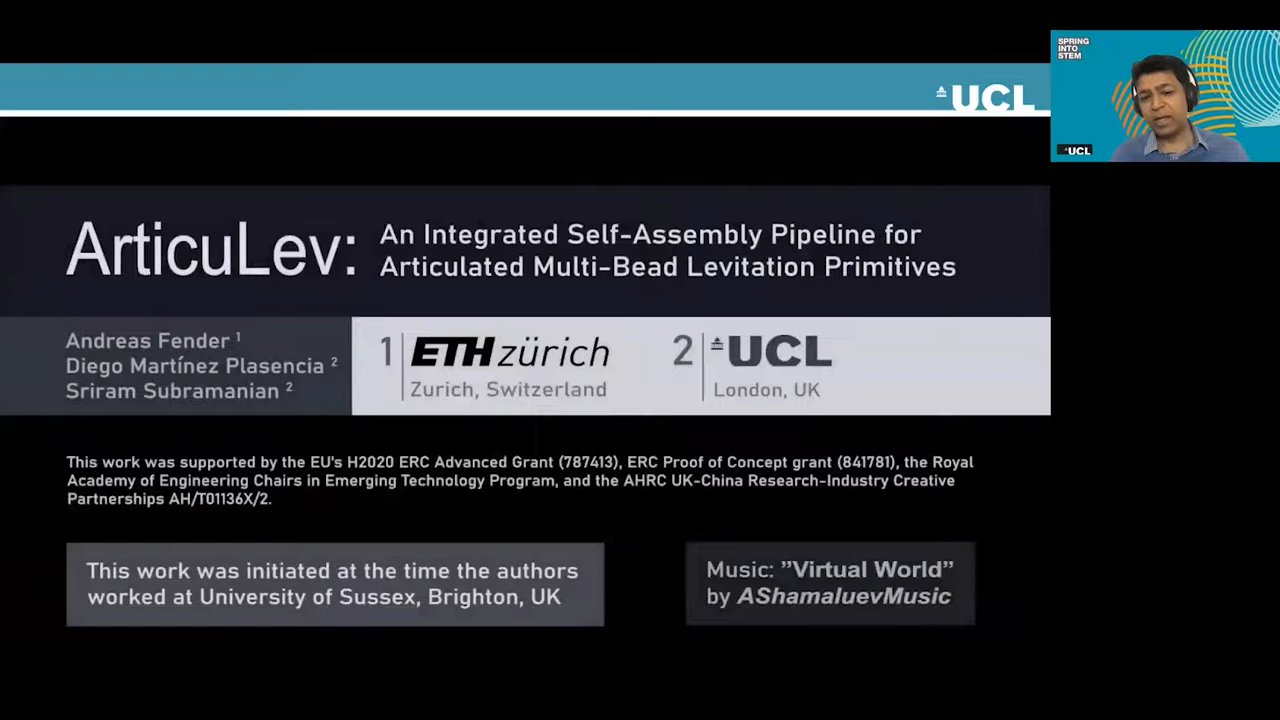 UCL
SPRING
INTO
STEM
UCL
ArticuLev:
An Integrated Self-Assembly Pipeline for
Articulated Multi-Bead Levitation Primitives
Andreas Fender 1
Diego Martínez Plasencia 2
Sriram Subramanian 2
1
ETH zürich
Zurich, Switzerland
2
UCL
London, UK
This work was supported by the EU's H2020 ERC Advanced Grant (787413), ERC Proof of Concept grant (841781), the Royal
Academy of Engineering Chairs in Emerging Technology Program, and the AHRC UK-China Research-Industry Creative
Partnerships AH/T01136X/2.
This work was initiated at the time the authors
worked at University of Sussex, Brighton, UK
Music: ”Virtual World”
by AShamaluevMusic